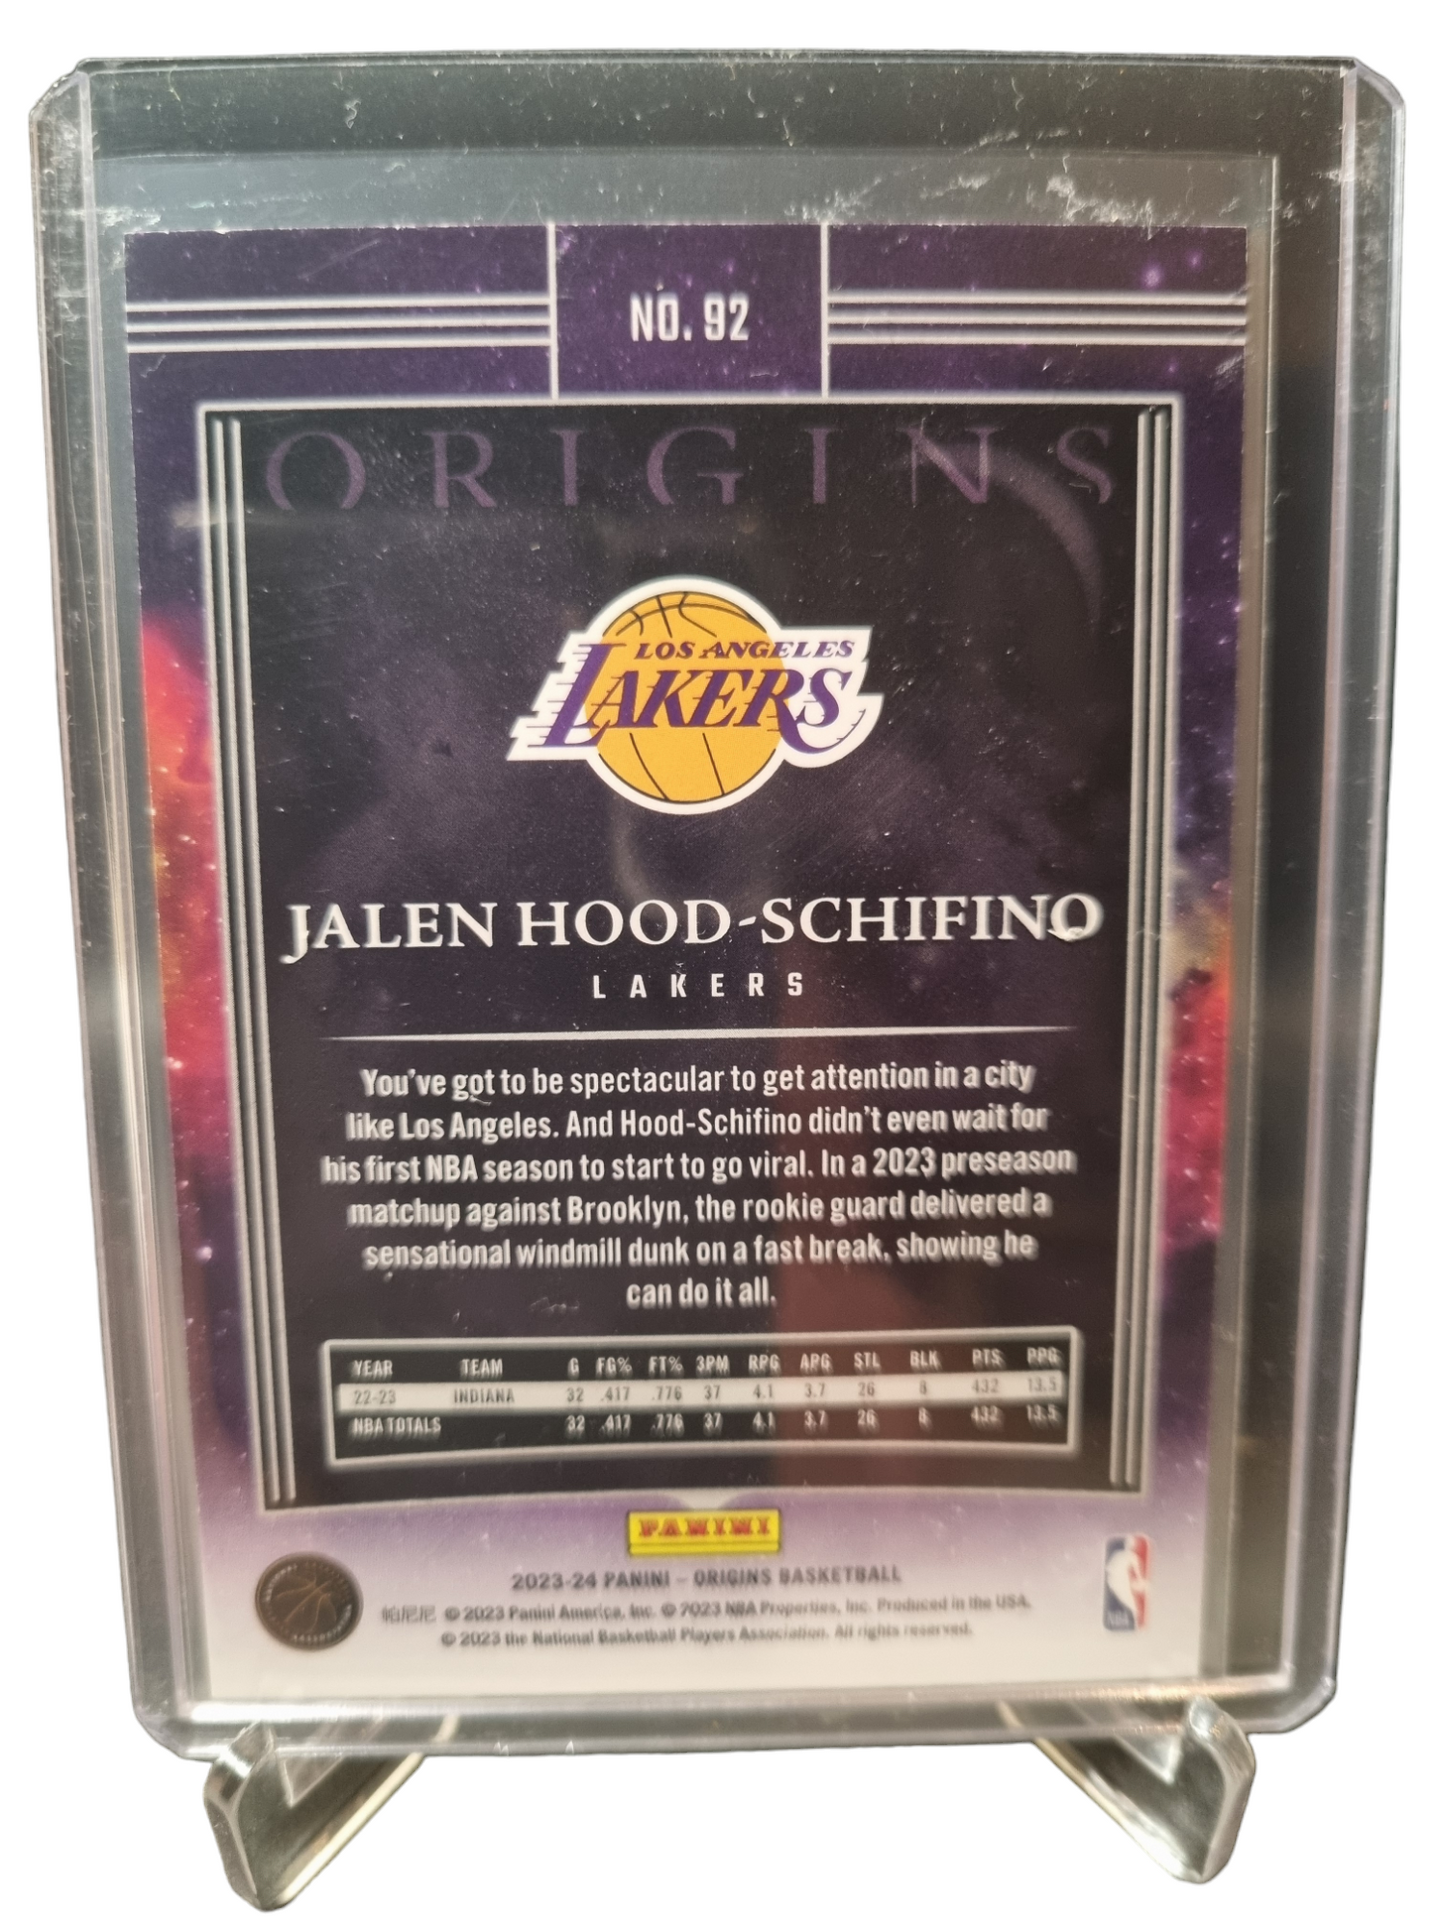 NO. 92
ORIGINS
LOS ANGELES
LAKERS
JALEN HOOD-SCHIFINO
LAKERS
You've got to be spectacular to get attention in a city
like Los Angeles. And Hood-Schifino didn't even wait for
his first NBA season to start to go viral. In a 2023 preseason
matchup against Brooklyn, the rookie guard delivered a
sensational windmill dunk on a fast break, showing he
can do it all.
YEAR TEAM G FG% FT% 3PM RPG APG STL BLK PTS PPG
22-23 INDIANA 32 .417 .776 37 4.1 3.7 26 8 432 13.5
NBA TOTALS 32 .417 .776 37 4.1 3.7 26 8 432 13.5
PANINI
2023-24 PANINI – ORIGINS BASKETBALL
帕尼尼 © 2023 Panini America, Inc. © 2023 NBA Properties, Inc. Produced in the USA.
© 2023 the National Basketball Players Association. All rights reserved.
NBA